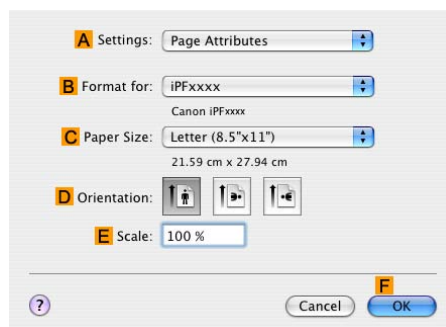 A Settings: Page Attributes
B Format for: iPFxxxx
Canon iPFxxxx
C Paper Size: Letter (8.5"x11")
21.59 cm x 27.94 cm
D Orientation:
E Scale: 100 %
F
? Cancel OK